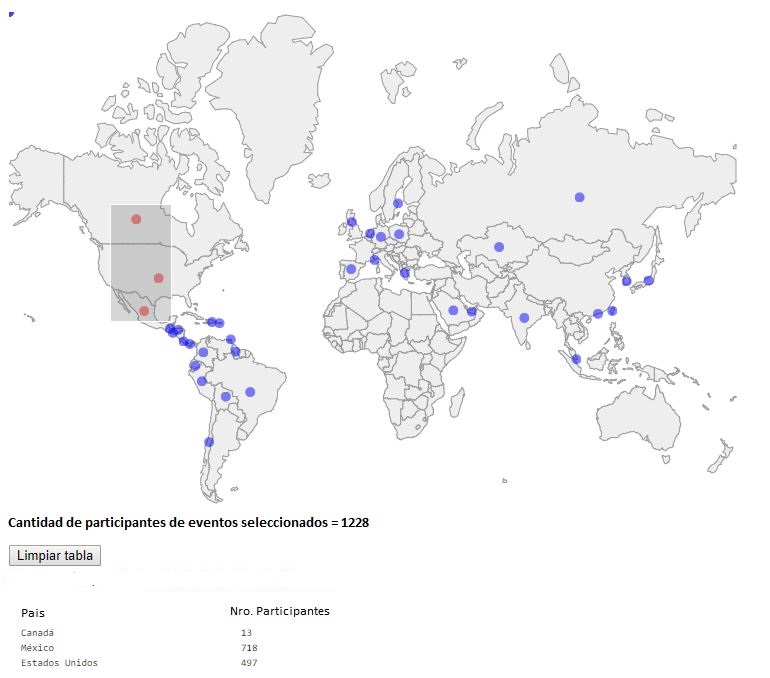 Cantidad de participantes de eventos seleccionados = 1228
Limpiar tabla
Pais Nro. Participantes
Canadá 13
México 718
Estados Unidos 497